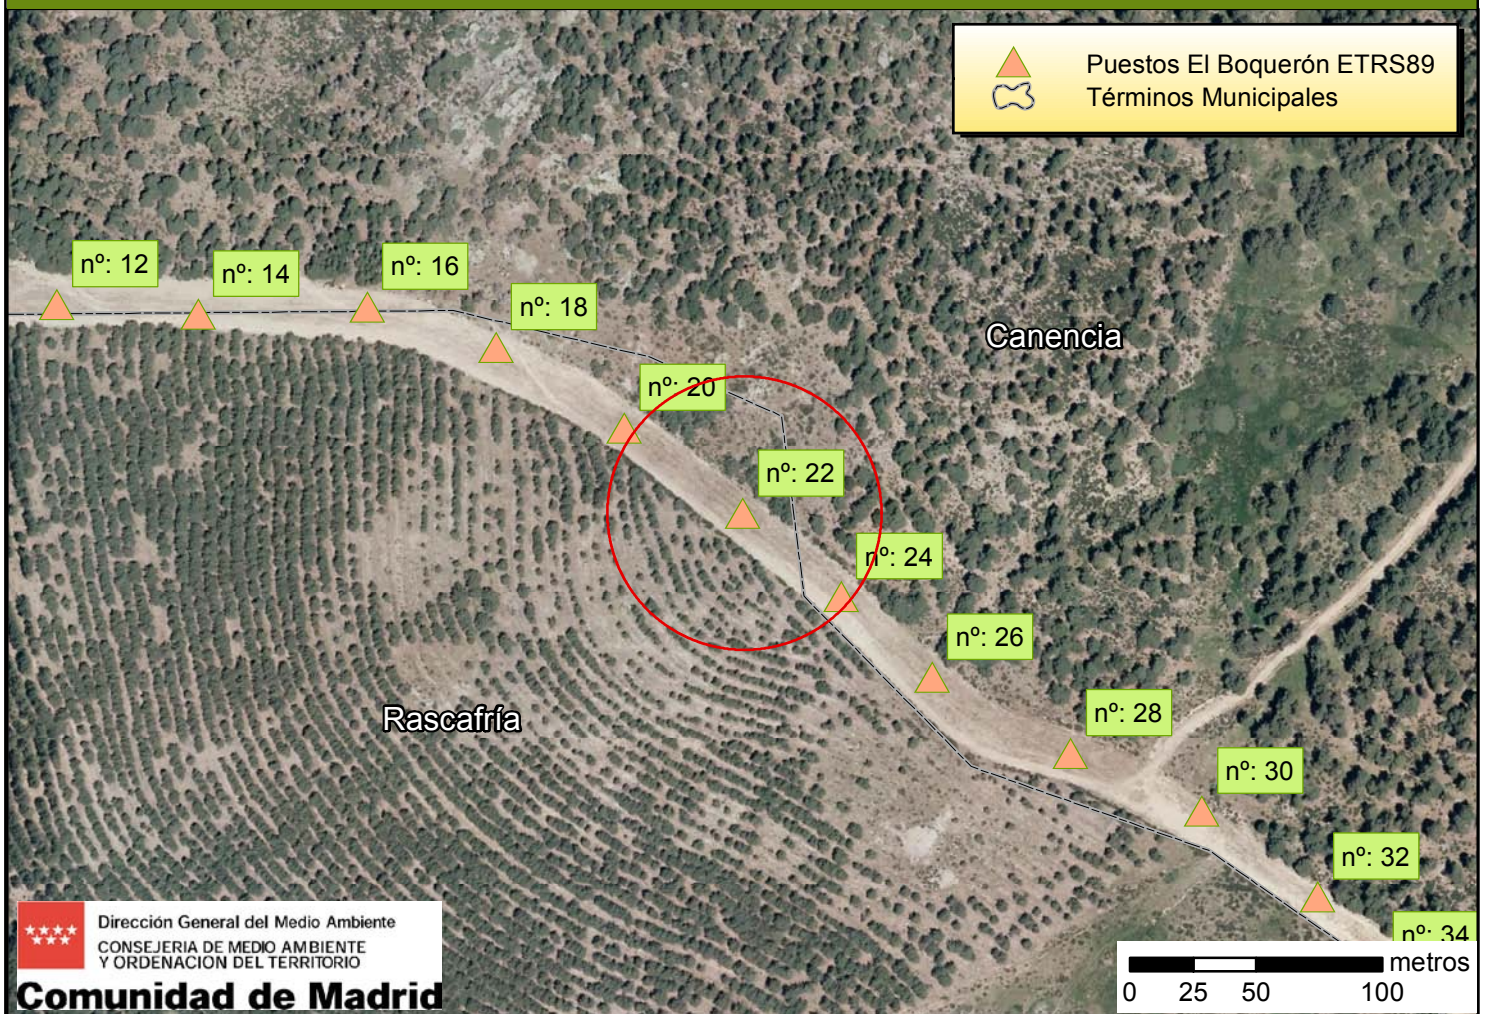 Puestos El Boquerón ETRS89
Términos Municipales
nº: 12
nº: 14
nº: 16
nº: 18
Canencia
nº: 20
nº: 22
nº: 24
nº: 26
Rascafría
nº: 28
nº: 30
nº: 32
nº: 34
Dirección General del Medio Ambiente
CONSEJERIA DE MEDIO AMBIENTE
Y ORDENACION DEL TERRITORIO
Comunidad de Madrid
metros
0 25 50 100